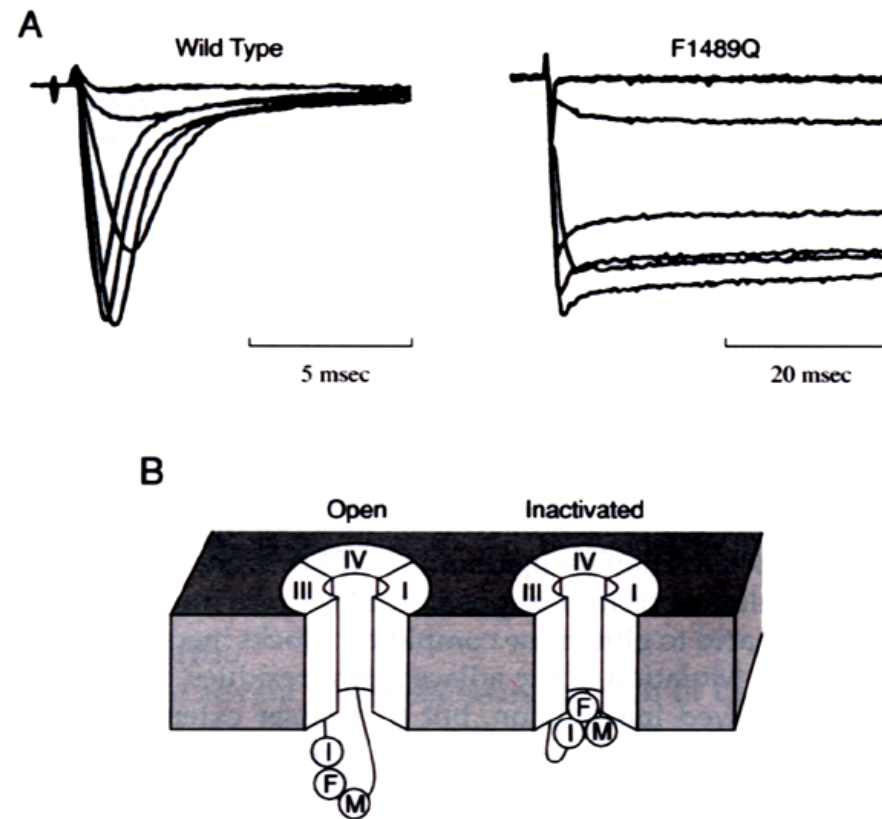 A
Wild Type
F1489Q
5 msec
20 msec
B
Open
Inactivated
IV
IV
III
I
III
I
F
I
M
I
F
M